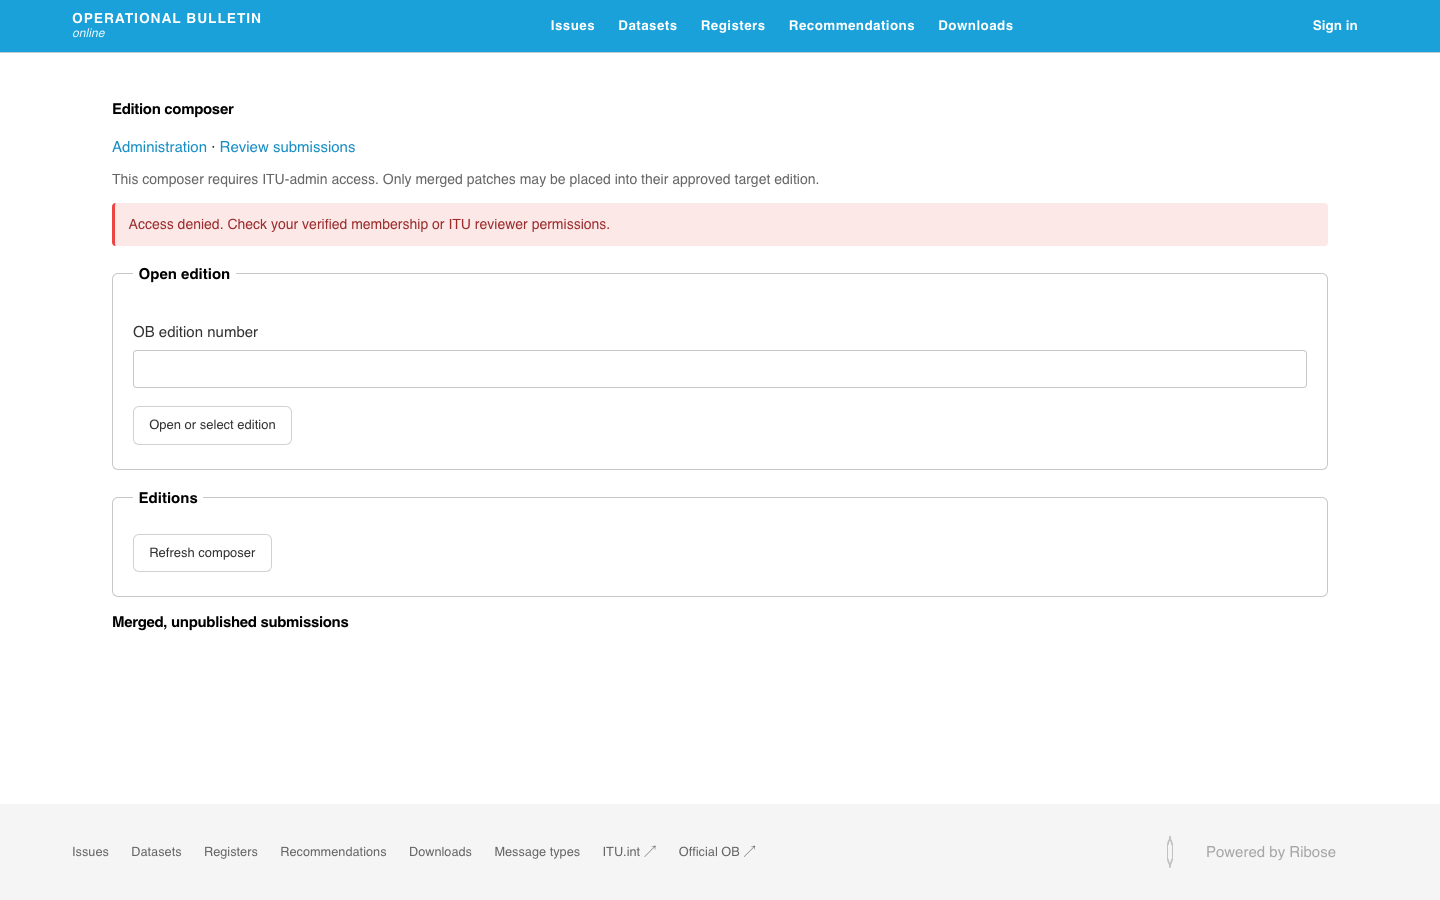 OPERATIONAL BULLETIN
online
Issues Datasets Registers Recommendations Downloads
Sign in
Edition composer
Administration · Review submissions
This composer requires ITU-admin access. Only merged patches may be placed into their approved target edition.
Access denied. Check your verified membership or ITU reviewer permissions.
Open edition
OB edition number
Open or select edition
Editions
Refresh composer
Merged, unpublished submissions
Issues Datasets Registers Recommendations Downloads Message types ITU.int ↗ Official OB ↗
Powered by Ribose